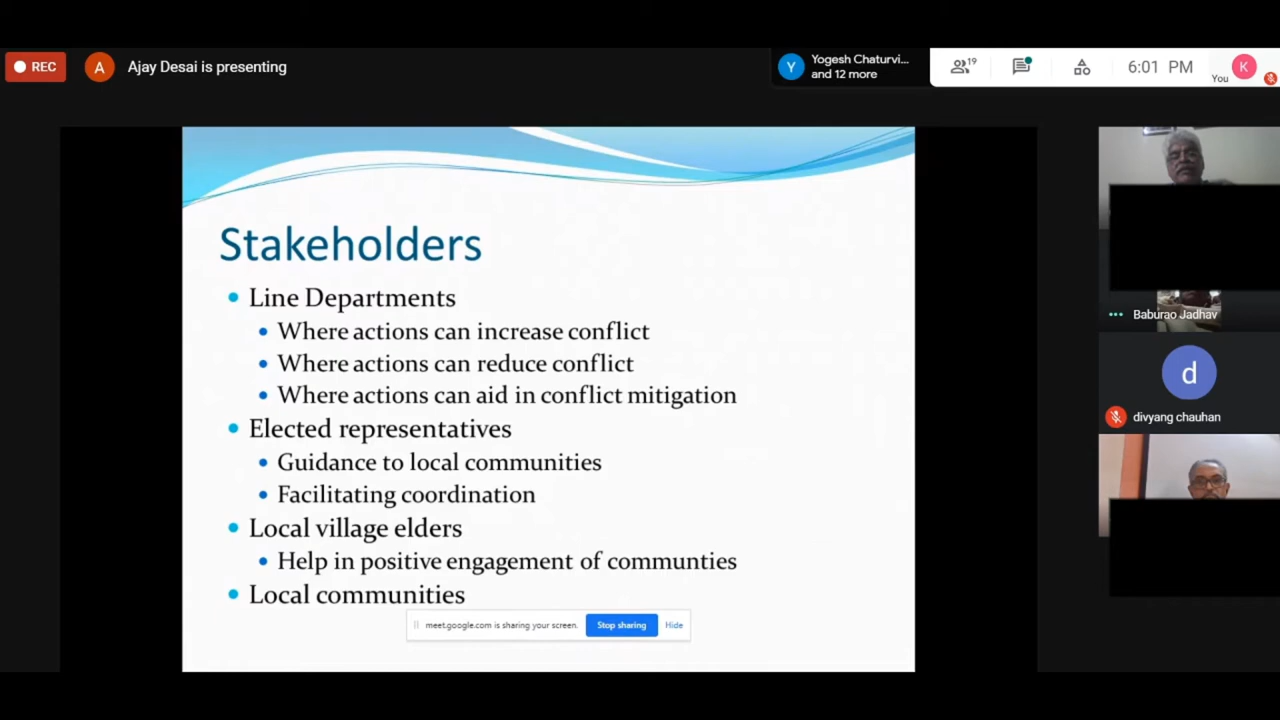 REC
A
Ajay Desai is presenting
Y
Yogesh Chaturvi...
and 12 more
19
6:01 PM
You
K
Stakeholders
Line Departments
Where actions can increase conflict
Where actions can reduce conflict
Where actions can aid in conflict mitigation
Elected representatives
Guidance to local communities
Facilitating coordination
Local village elders
Help in positive engagement of communties
Local communities
meet.google.com is sharing your screen.
Stop sharing
Hide
Baburao Jadhav
d
divyang chauhan